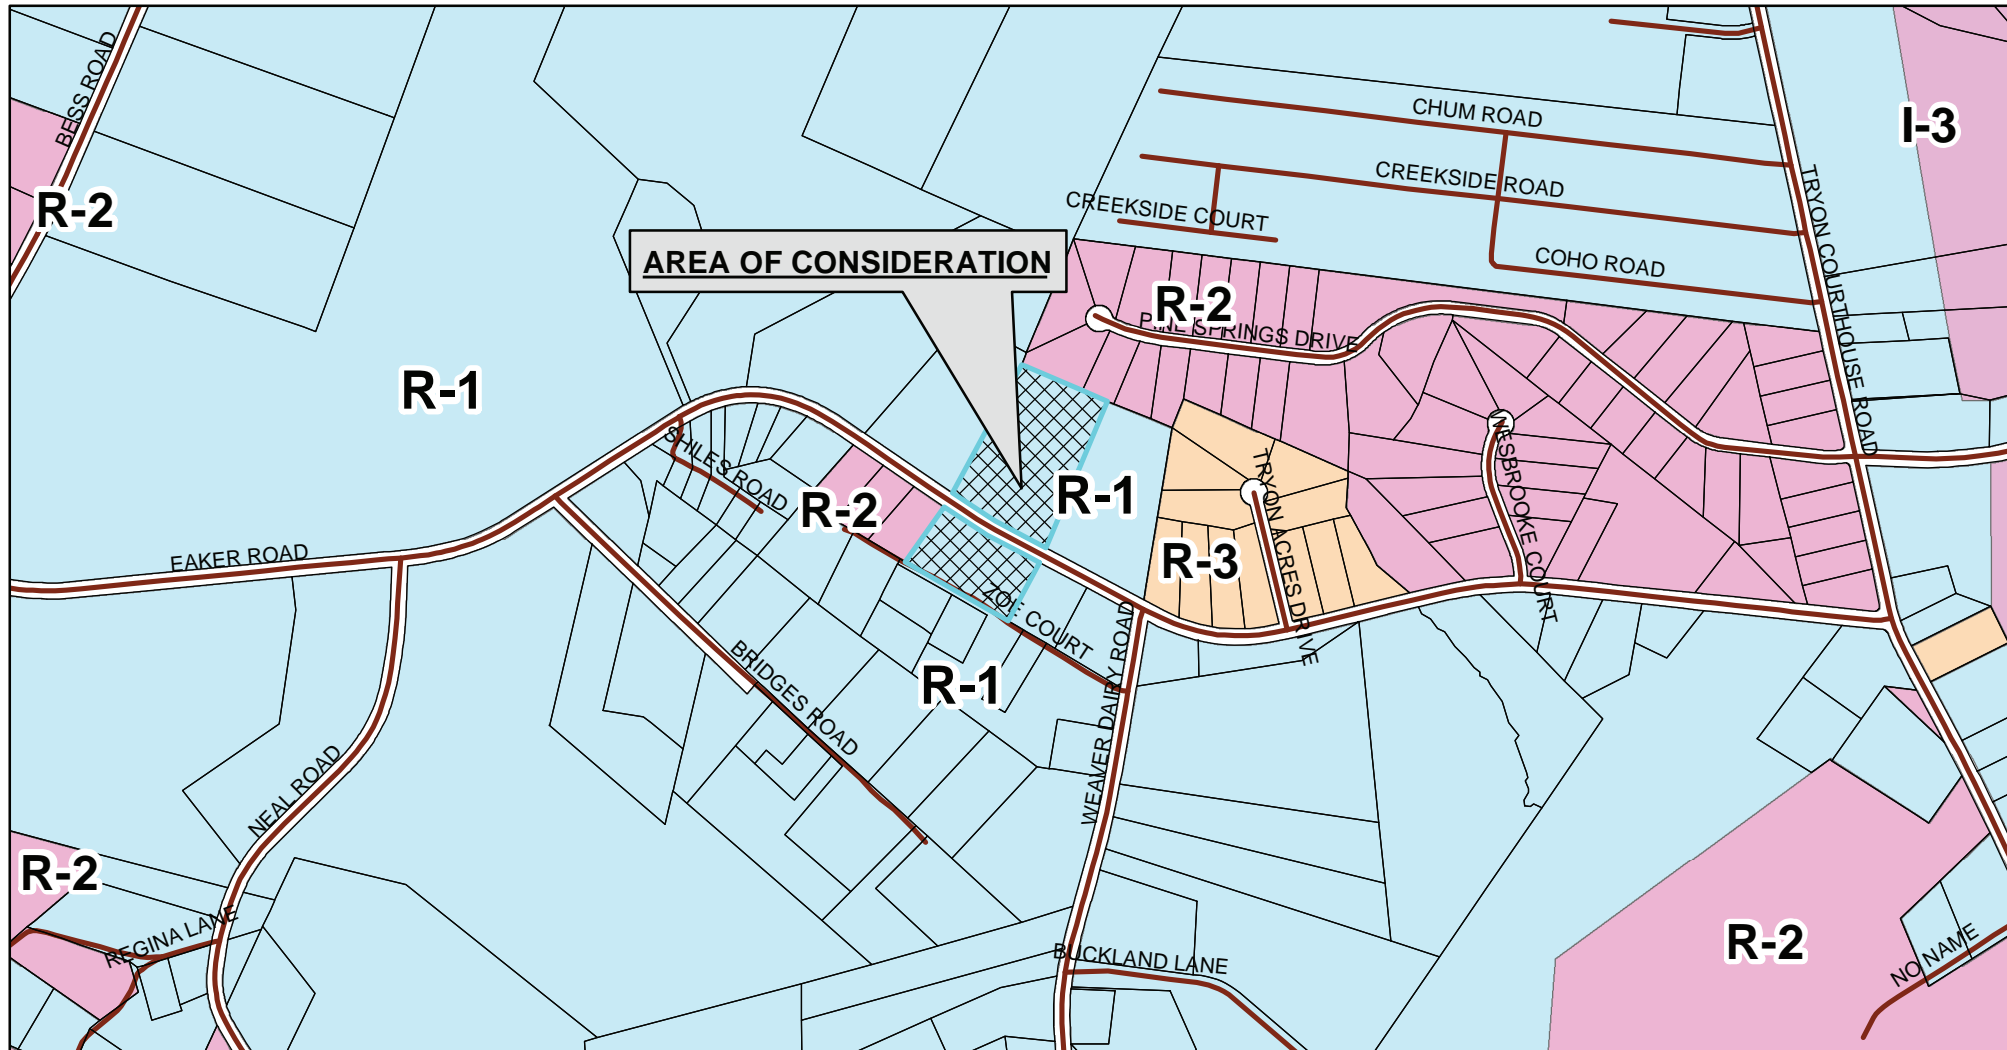 BESS ROAD
CHUM ROAD
I-3
CREEKSIDE ROAD
R-2
CREEKSIDE COURT
TRYON COURTHOUSE ROAD
AREA OF CONSIDERATION
COHO ROAD
R-2
PINE SPRINGS DRIVE
R-1
SHILES ROAD
R-2
R-1
TRYON ACRES DRIVE
R-3
EAKER ROAD
ZOE COURT
WEAVER DAIRY ROAD
R-1
BRIDGES ROAD
NEAL ROAD
R-2
REGINA LANE
BUCKLAND LANE
R-2
NO NAME